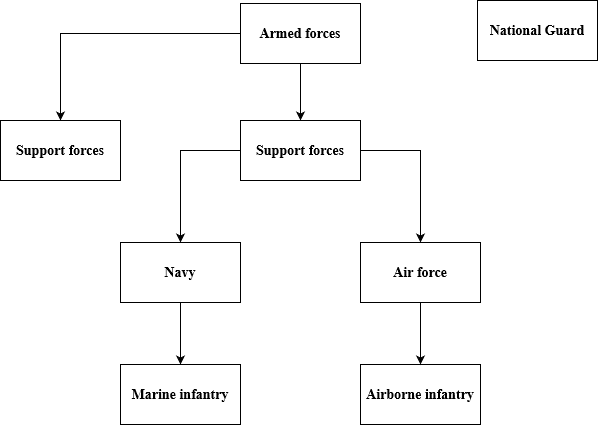 Armed forces
National Guard
Support forces
Support forces
Navy
Air force
Marine infantry
Airborne infantry